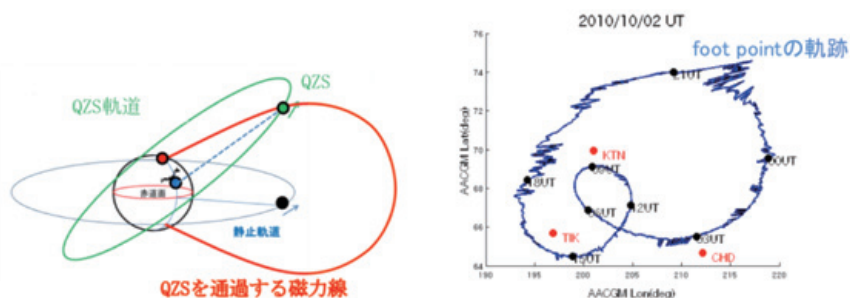 QZS
QZS軌道
赤道面
静止軌道
QZSを通過する磁力線
2010/10/02 UT
foot pointの軌跡
AACGM Lat(deg)
76
74
72
70
68
66
64
21UT
KTN
00UT
18UT
12UT
TIK
03UT
15UT
CHD
190
195
200
205
210
215
220
AACGM Lon(deg)